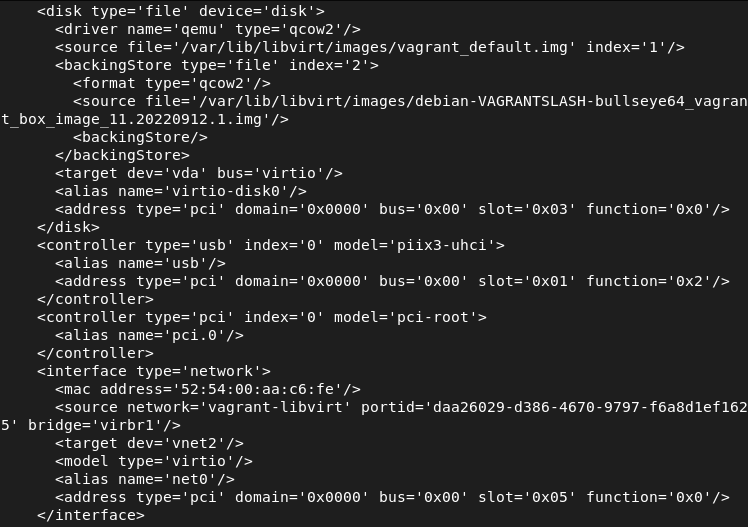 <disk type='file' device='disk'>
      <driver name='qemu' type='qcow2'/>
      <source file='/var/lib/libvirt/images/vagrant_default.img' index='1'/>
      <backingStore type='file' index='2'>
        <format type='qcow2'/>
        <source file='/var/lib/libvirt/images/debian-VAGRANTSLASH-bullseye64_vagran
t_box_image_11.20220912.1.img'/>
        <backingStore/>
      </backingStore>
      <target dev='vda' bus='virtio'/>
      <alias name='virtio-disk0'/>
      <address type='pci' domain='0x0000' bus='0x00' slot='0x03' function='0x0'/>
    </disk>
    <controller type='usb' index='0' model='piix3-uhci'>
      <alias name='usb'/>
      <address type='pci' domain='0x0000' bus='0x00' slot='0x01' function='0x2'/>
    </controller>
    <controller type='pci' index='0' model='pci-root'>
      <alias name='pci.0'/>
    </controller>
    <interface type='network'>
      <mac address='52:54:00:aa:c6:fe'/>
      <source network='vagrant-libvirt' portid='daa26029-d386-4670-9797-f6a8d1ef162
5' bridge='virbr1'/>
      <target dev='vnet2'/>
      <model type='virtio'/>
      <alias name='net0'/>
      <address type='pci' domain='0x0000' bus='0x00' slot='0x05' function='0x0'/>
    </interface>